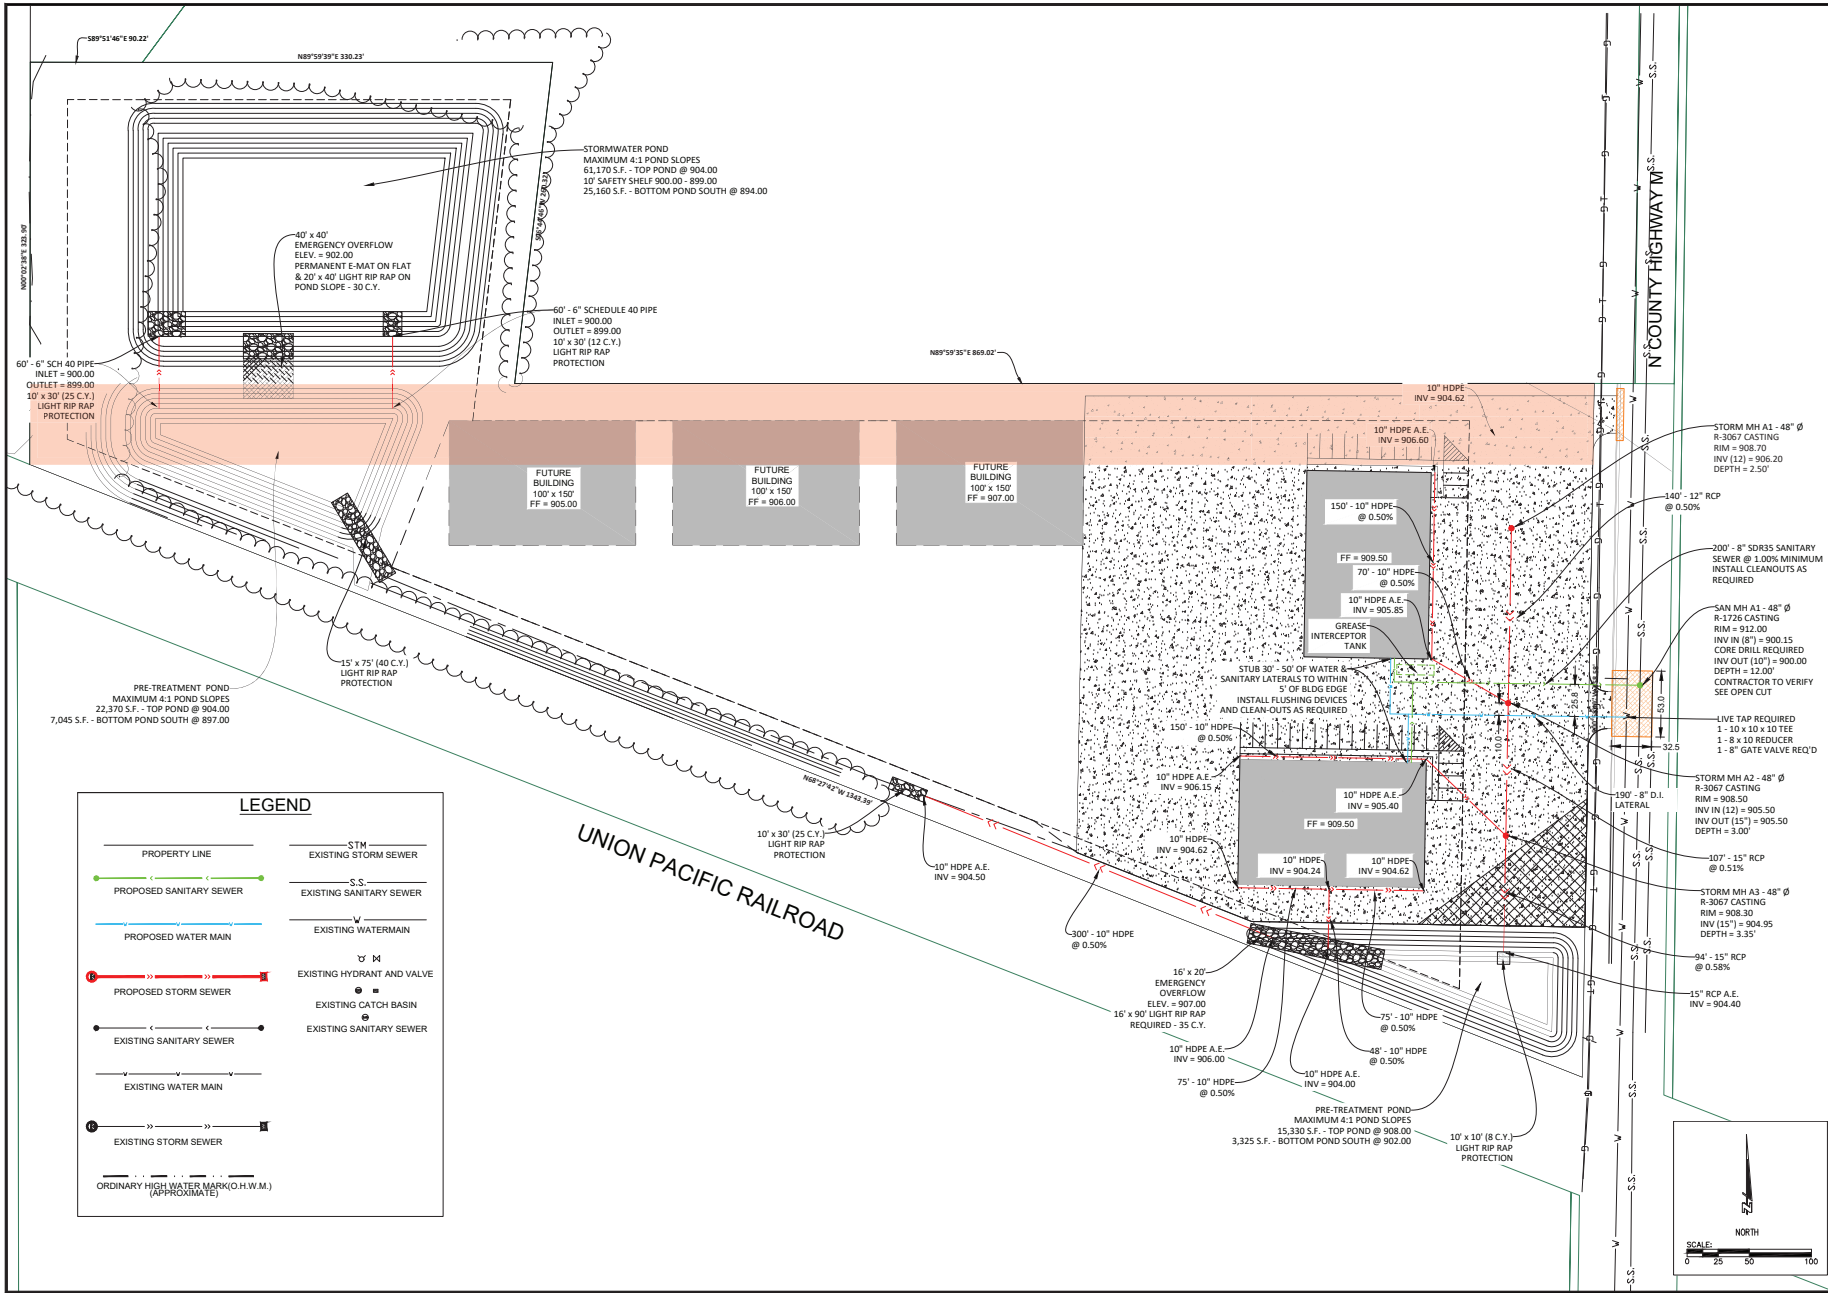 S89°51'46"E 90.22'
N89°59'39"E 330.23'
N00°02'38"E 323.90'
STORMWATER POND
MAXIMUM 4:1 POND SLOPES
61,170 S.F. - TOP POND @ 904.00
10' SAFETY SHELF 900.00 - 899.00
25,160 S.F. - BOTTOM POND SOUTH @ 894.00
40' x 40'
EMERGENCY OVERFLOW
ELEV. = 902.00
PERMANENT E-MAT ON FLAT
& 20' x 40' LIGHT RIP RAP ON
POND SLOPE - 30 C.Y.
60' - 6" SCHEDULE 40 PIPE
INLET = 900.00
OUTLET = 899.00
10' x 30' (12 C.Y.)
LIGHT RIP RAP
PROTECTION
60' - 6" SCH 40 PIPE
INLET = 900.00
OUTLET = 899.00
10' x 30' (25 C.Y.)
LIGHT RIP RAP
PROTECTION
N89°59'35"E 869.02'
N COUNTY HIGHWAY M
FUTURE
BUILDING
100' x 150'
FF = 905.00
FUTURE
BUILDING
100' x 150'
FF = 906.00
FUTURE
BUILDING
100' x 150'
FF = 907.00
10" HDPE
INV = 904.62
10" HDPE A.E.
INV = 906.60
150' - 10" HDPE
@ 0.50%
FF = 909.50
70' - 10" HDPE
@ 0.50%
10" HDPE A.E.
INV = 905.85
GREASE
INTERCEPTOR
TANK
STUB 30' - 50' OF WATER &
SANITARY LATERALS TO WITHIN
5' OF BLDG EDGE
INSTALL FLUSHING DEVICES
AND CLEAN-OUTS AS REQUIRED
150' - 10" HDPE
@ 0.50%
10" HDPE A.E.
INV = 906.15
10" HDPE A.E.
INV = 905.40
FF = 909.50
10" HDPE
INV = 904.62
10" HDPE
INV = 904.24
10" HDPE
INV = 904.62
STORM MH A1 - 48" Ø
R-3067 CASTING
RIM = 908.70
INV (12) = 906.20
DEPTH = 2.50'
140' - 12" RCP
@ 0.50%
200' - 8" SDR35 SANITARY
SEWER @ 1.00% MINIMUM
INSTALL CLEANOUTS AS
REQUIRED
SAN MH A1 - 48" Ø
R-1726 CASTING
RIM = 912.00
INV IN (8") = 900.15
CORE DRILL REQUIRED
INV OUT (10") = 900.00
DEPTH = 12.00'
CONTRACTOR TO VERIFY
SEE OPEN CUT
25.8
10.0
53.0
32.5
LIVE TAP REQUIRED
1 - 10 x 10 x 10 TEE
1 - 8 x 10 REDUCER
1 - 8" GATE VALVE REQ'D
STORM MH A2 - 48" Ø
R-3067 CASTING
RIM = 908.50
INV IN (12) = 905.50
INV OUT (15") = 905.50
DEPTH = 3.00'
190' - 8" D.I.
LATERAL
107' - 15" RCP
@ 0.51%
STORM MH A3 - 48" Ø
R-3067 CASTING
RIM = 908.30
INV (15") = 904.95
DEPTH = 3.35'
94' - 15" RCP
@ 0.58%
15" RCP A.E.
INV = 904.40
PRE-TREATMENT POND
MAXIMUM 4:1 POND SLOPES
22,370 S.F. - TOP POND @ 904.00
7,045 S.F. - BOTTOM POND SOUTH @ 897.00
15' x 75' (40 C.Y.)
LIGHT RIP RAP
PROTECTION
N68°27'42"W 1343.39'
10' x 30' (25 C.Y.)
LIGHT RIP RAP
PROTECTION
10" HDPE A.E.
INV = 904.50
UNION PACIFIC RAILROAD
300' - 10" HDPE
@ 0.50%
16' x 20'
EMERGENCY
OVERFLOW
ELEV. = 907.00
16' x 90' LIGHT RIP RAP
REQUIRED - 35 C.Y.
10" HDPE A.E.
INV = 906.00
75' - 10" HDPE
@ 0.50%
75' - 10" HDPE
@ 0.50%
48' - 10" HDPE
@ 0.50%
10" HDPE A.E.
INV = 904.00
PRE-TREATMENT POND
MAXIMUM 4:1 POND SLOPES
15,330 S.F. - TOP POND @ 908.00
3,325 S.F. - BOTTOM POND SOUTH @ 902.00
10' x 10' (8 C.Y.)
LIGHT RIP RAP
PROTECTION
LEGEND
PROPERTY LINE
PROPOSED SANITARY SEWER
PROPOSED WATER MAIN
PROPOSED STORM SEWER
EXISTING SANITARY SEWER
EXISTING WATER MAIN
EXISTING STORM SEWER
ORDINARY HIGH WATER MARK(O.H.W.M.)
(APPROXIMATE)
STM
EXISTING STORM SEWER
S.S.
EXISTING SANITARY SEWER
W
EXISTING WATERMAIN
EXISTING HYDRANT AND VALVE
EXISTING CATCH BASIN
EXISTING SANITARY SEWER
NORTH
SCALE:
0 25 50 100